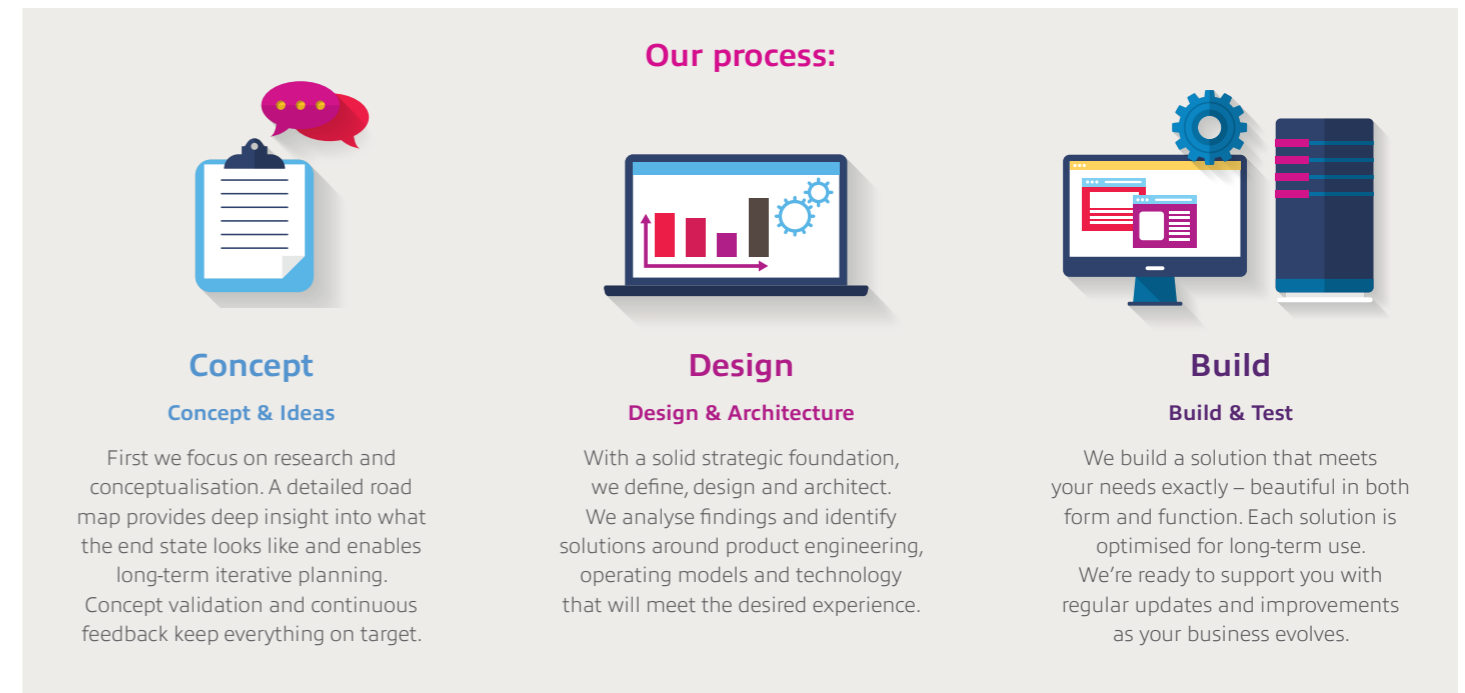 Our process:
Concept
Concept & Ideas
First we focus on research and
conceptualisation. A detailed road
map provides deep insight into what
the end state looks like and enables
long-term iterative planning.
Concept validation and continuous
feedback keep everything on target.
Design
Design & Architecture
With a solid strategic foundation,
we define, design and architect.
We analyse findings and identify
solutions around product engineering,
operating models and technology
that will meet the desired experience.
Build
Build & Test
We build a solution that meets
your needs exactly – beautiful in both
form and function. Each solution is
optimised for long-term use.
We’re ready to support you with
regular updates and improvements
as your business evolves.